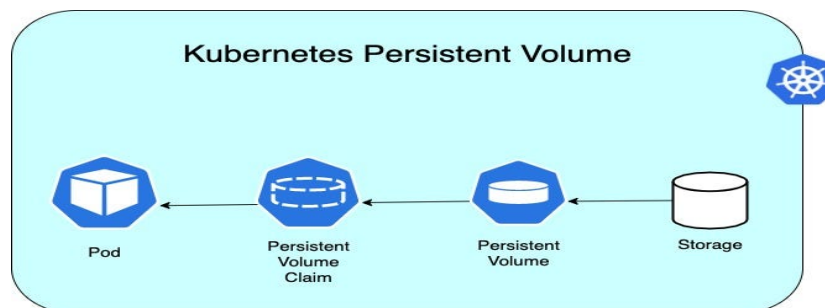 Kubernetes Persistent Volume
Pod
Persistent
Volume
Claim
Persistent
Volume
Storage